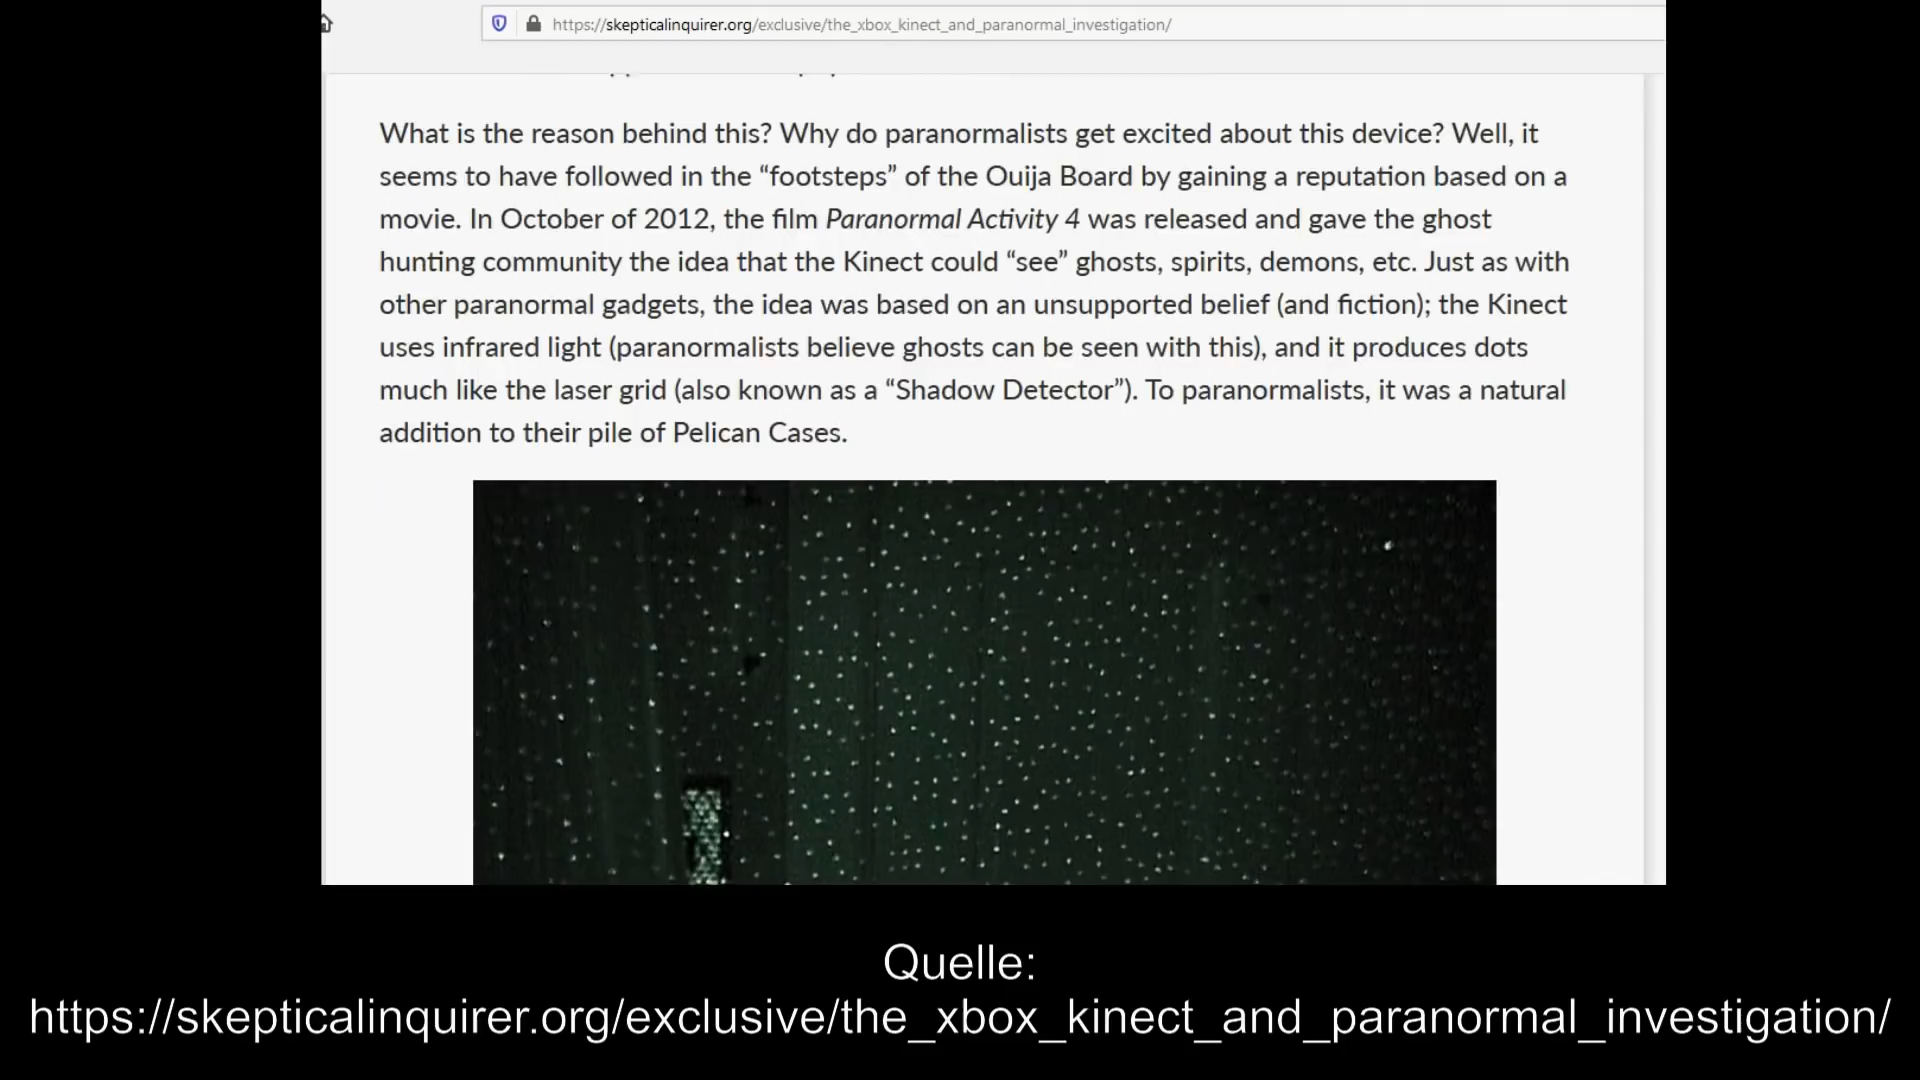 https://skepticalinquirer.org/exclusive/the_xbox_kinect_and_paranormal_investigation/
What is the reason behind this? Why do paranormalists get excited about this device? Well, it
seems to have followed in the “footsteps” of the Ouija Board by gaining a reputation based on a
movie. In October of 2012, the film Paranormal Activity 4 was released and gave the ghost
hunting community the idea that the Kinect could “see” ghosts, spirits, demons, etc. Just as with
other paranormal gadgets, the idea was based on an unsupported belief (and fiction); the Kinect
uses infrared light (paranormalists believe ghosts can be seen with this), and it produces dots
much like the laser grid (also known as a “Shadow Detector”). To paranormalists, it was a natural
addition to their pile of Pelican Cases.
Quelle:
https://skepticalinquirer.org/exclusive/the_xbox_kinect_and_paranormal_investigation/